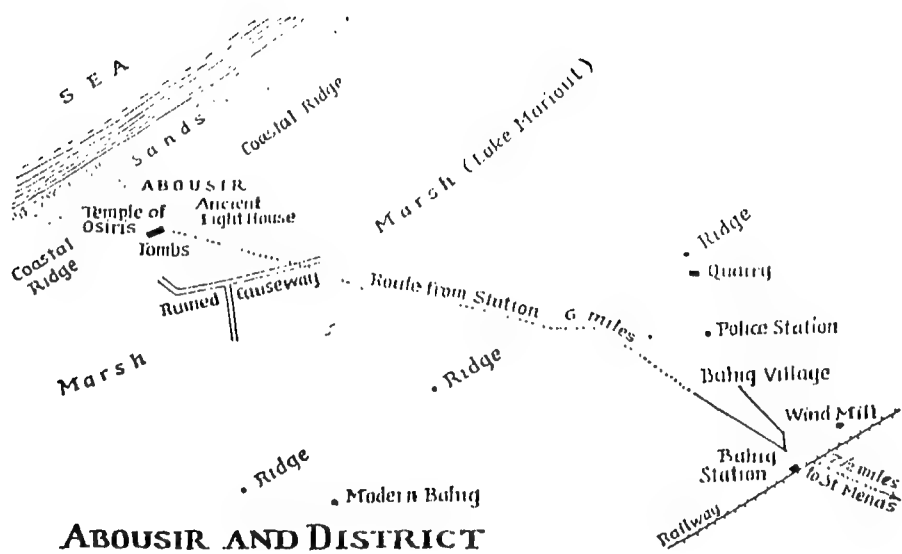 SEA
Sands
Coastal Ridge
Marsh (Lake Mariout)
ABOUSIR
Temple of
Osiris
Ancient
Light House
Tombs
Coastal
Ridge
Ruined Causeway
Route from Station 6 miles
Ridge
Quarry
Police Station
Bahig Village
Wind Mill
Marsh
Ridge
Bahig
Station
7½ miles
to St Menas
Ridge
Modern Bahig
Railway
ABOUSIR AND DISTRICT